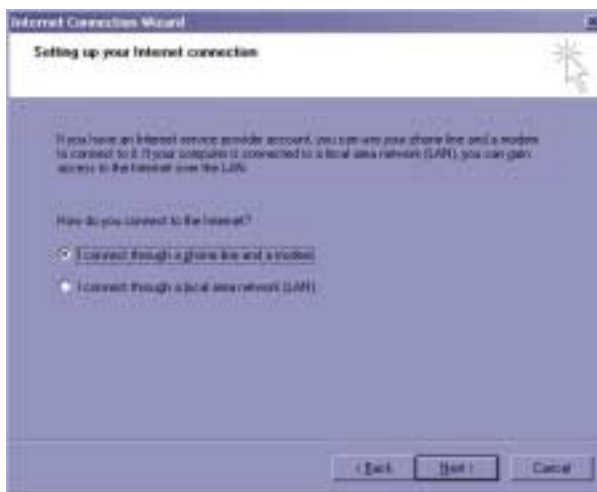 Internet Connection Wizard
Setting up your Internet connection
If you have an Internet service provider account, you can use your phone line and a modem
to connect to it. If your computer is connected to a local area network (LAN), you can gain
access to the Internet over the LAN.
How do you connect to the Internet?
I connect through a phone line and a modem
I connect through a local area network (LAN)
< Back
Next >
Cancel